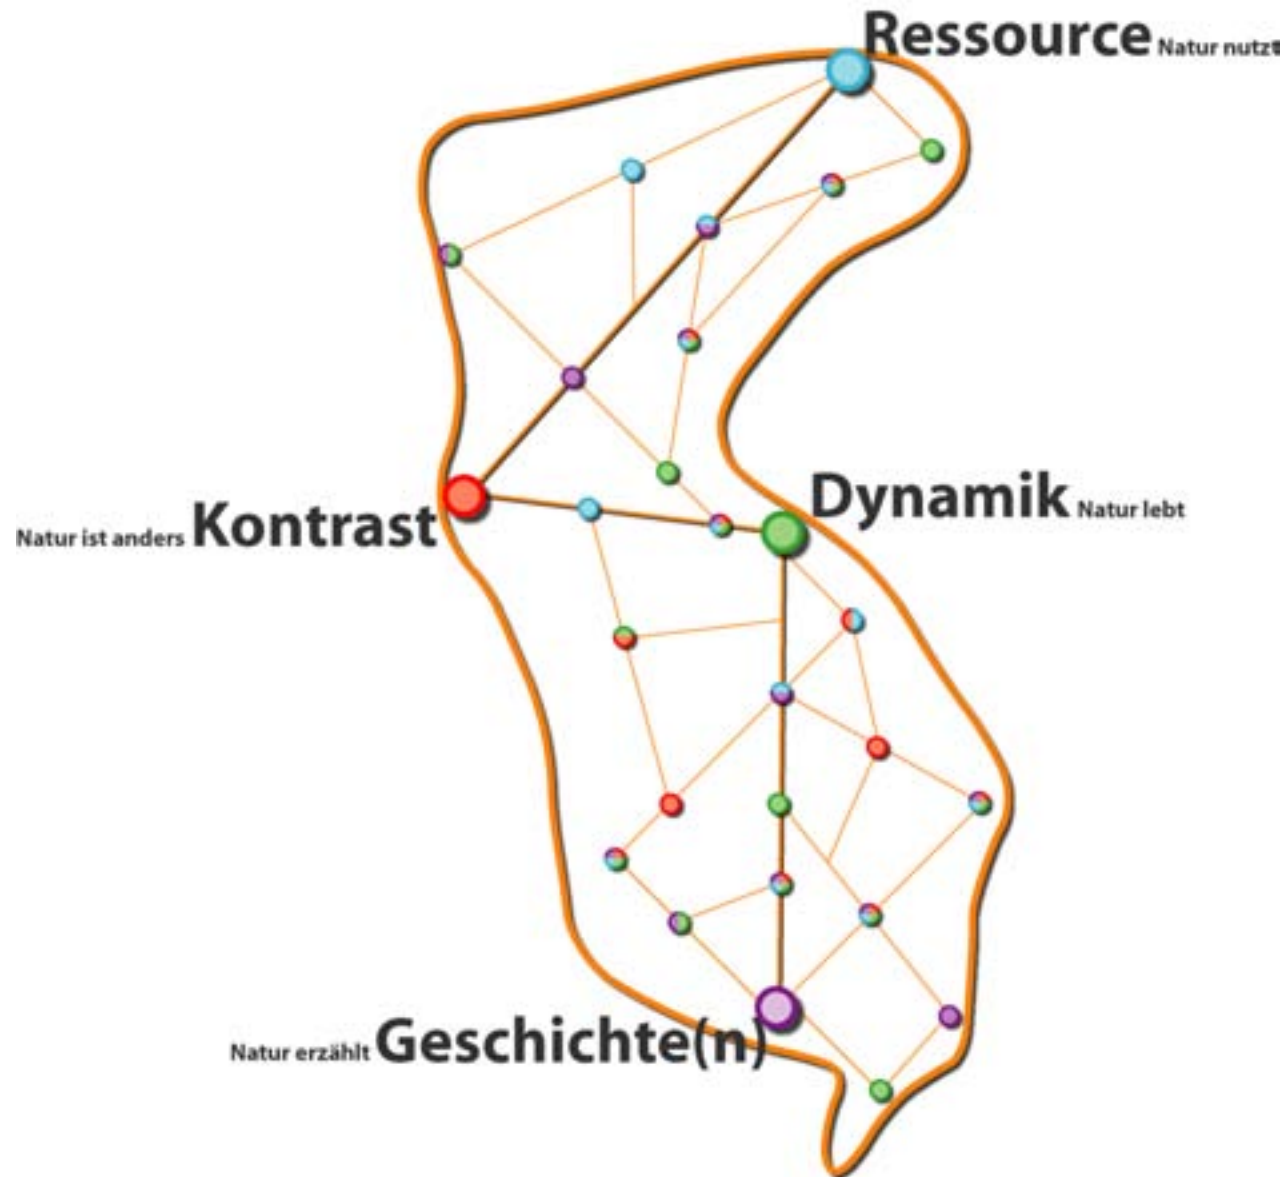 Ressource Natur nutzt
Dynamik Natur lebt
Natur ist anders Kontrast
Natur erzählt Geschichte(n)